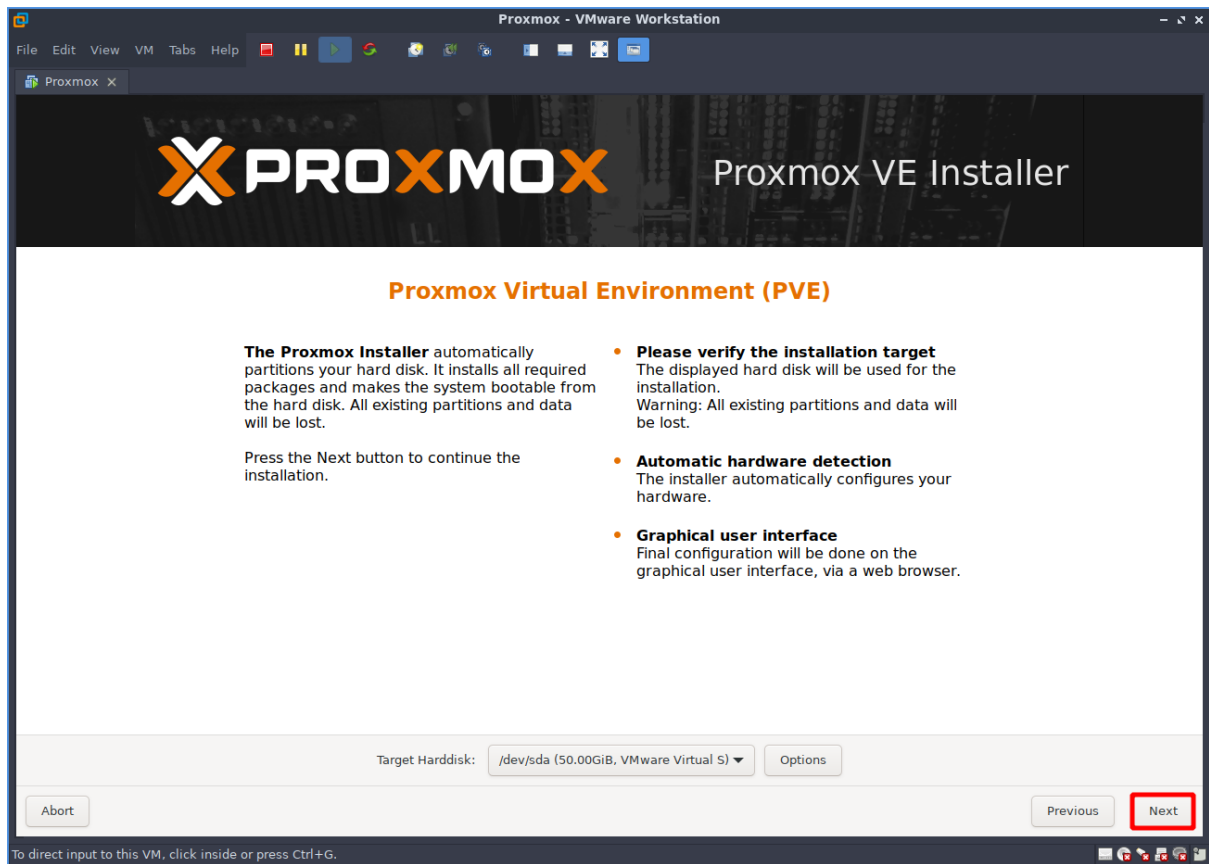 Proxmox - VMware Workstation
File Edit View VM Tabs Help
Proxmox
PROXMOX
Proxmox VE Installer
Proxmox Virtual Environment (PVE)
The Proxmox Installer automatically
partitions your hard disk. It installs all required
packages and makes the system bootable from
the hard disk. All existing partitions and data
will be lost.
Press the Next button to continue the
installation.
Please verify the installation target
The displayed hard disk will be used for the
installation.
Warning: All existing partitions and data will
be lost.
Automatic hardware detection
The installer automatically configures your
hardware.
Graphical user interface
Final configuration will be done on the
graphical user interface, via a web browser.
Target Harddisk: /dev/sda (50.00GiB, VMware Virtual S) Options
Abort Previous Next
To direct input to this VM, click inside or press Ctrl+G.